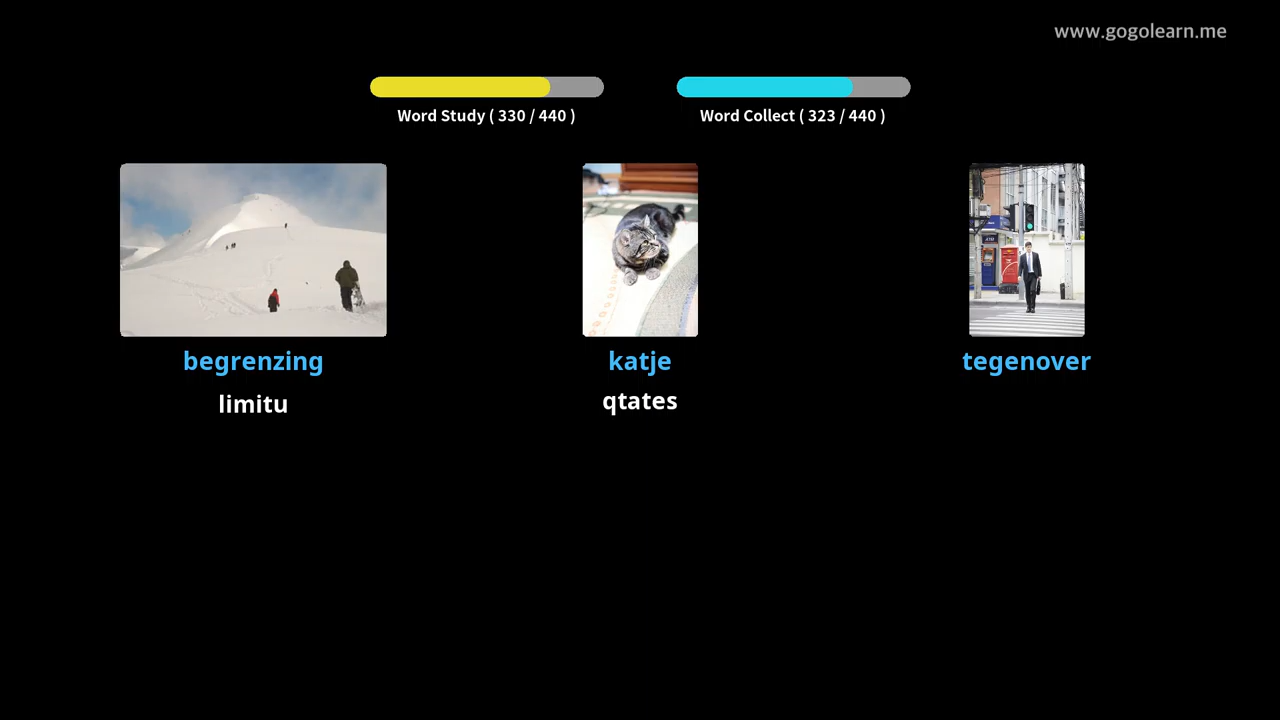 www.gogolearn.me
Word Study ( 330 / 440 )
Word Collect ( 323 / 440 )
begrenzing
katje
tegenover
limitu
qtates